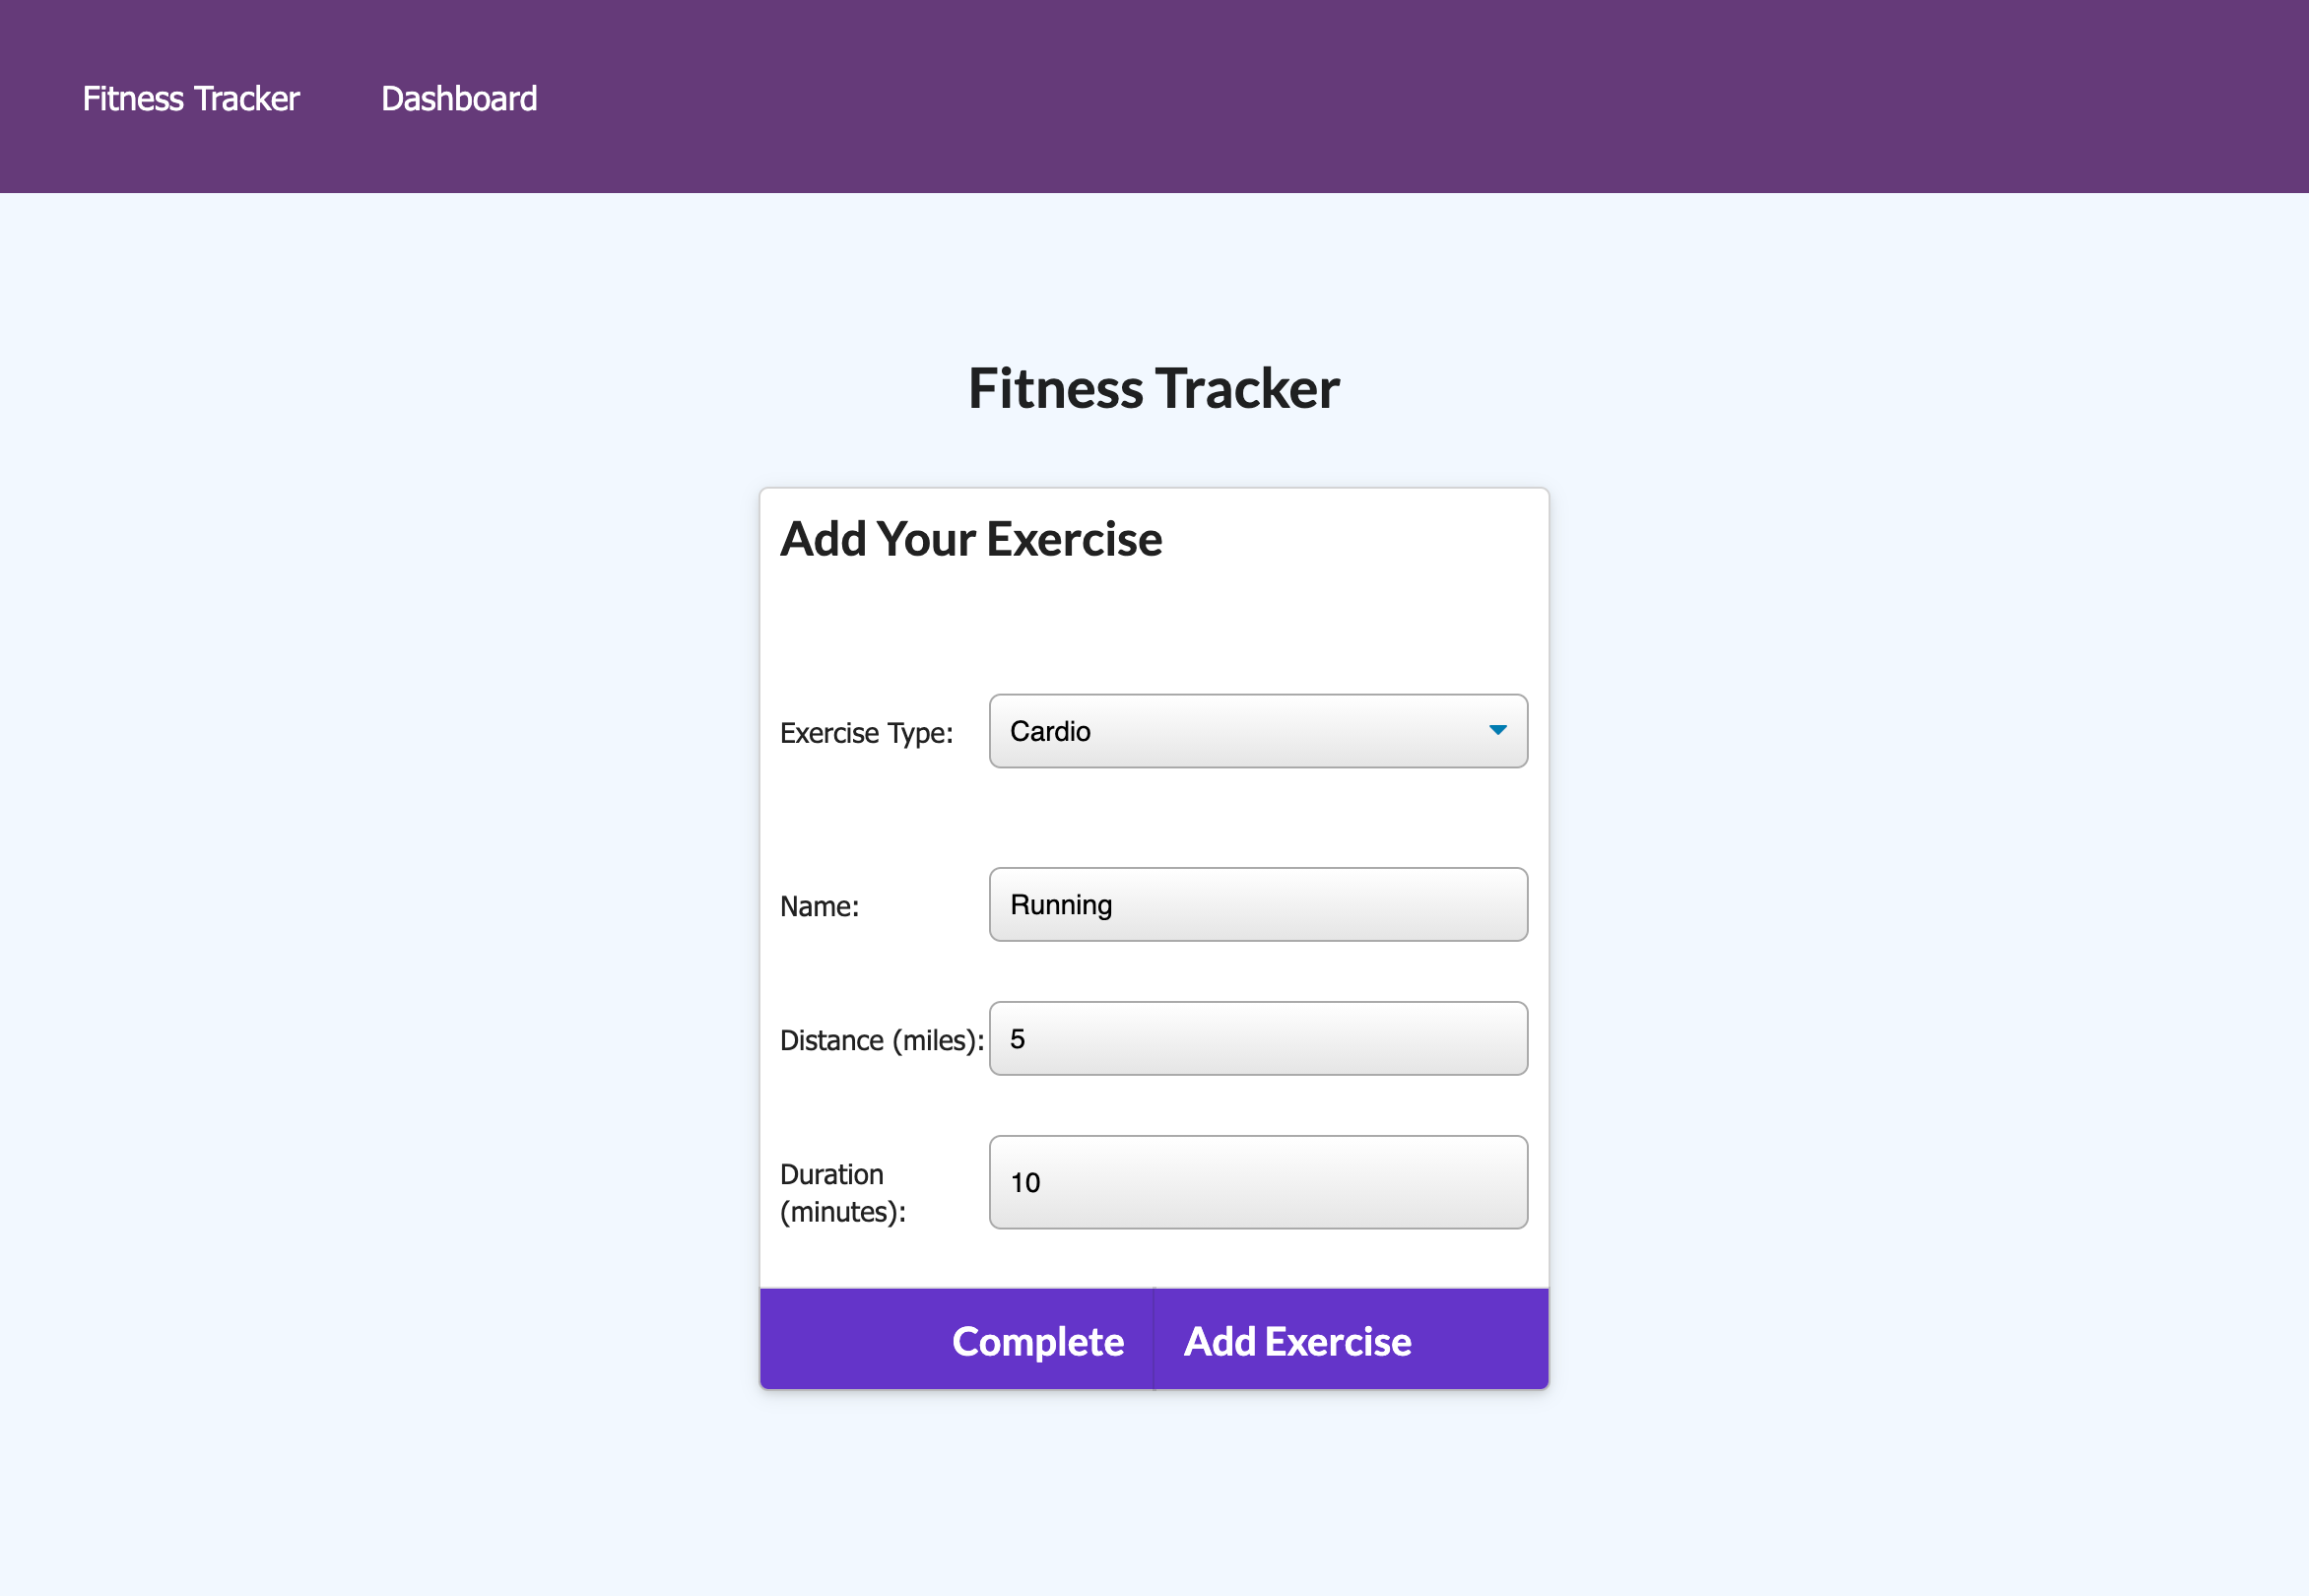 Fitness Tracker Dashboard
Fitness Tracker
Add Your Exercise
Exercise Type: Cardio
Name: Running
Distance (miles): 5
Duration
(minutes): 10
Complete Add Exercise